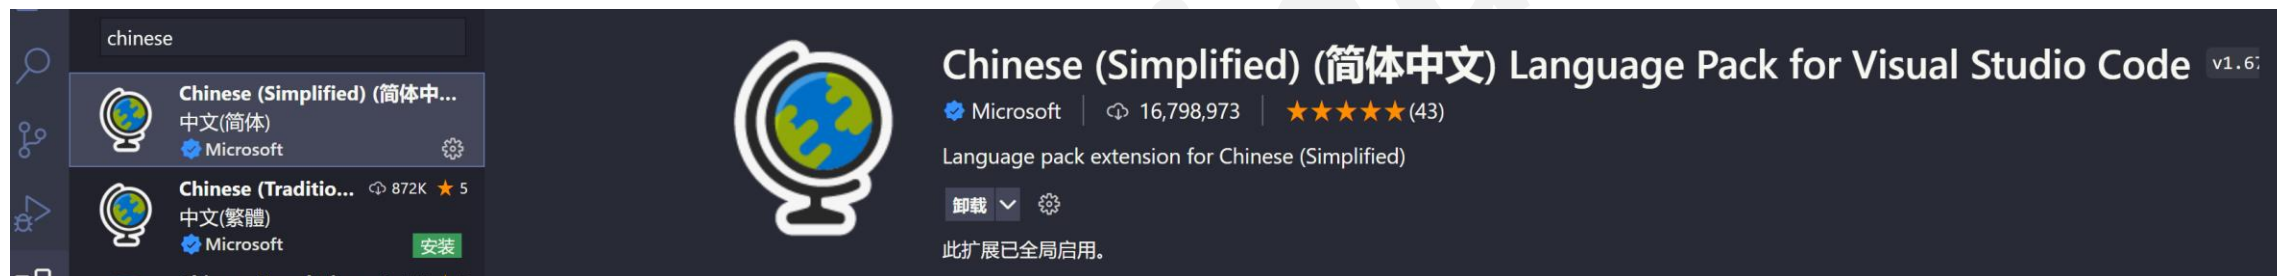 chinese
Chinese (Simplified) (简体中...
中文(简体)
Microsoft
Chinese (Traditio... 872K ★ 5
中文(繁體)
Microsoft 安装
Chinese (Simplified) (简体中文) Language Pack for Visual Studio Code v1.67
Microsoft | 16,798,973 | ★★★★★(43)
Language pack extension for Chinese (Simplified)
卸载
此扩展已全局启用。